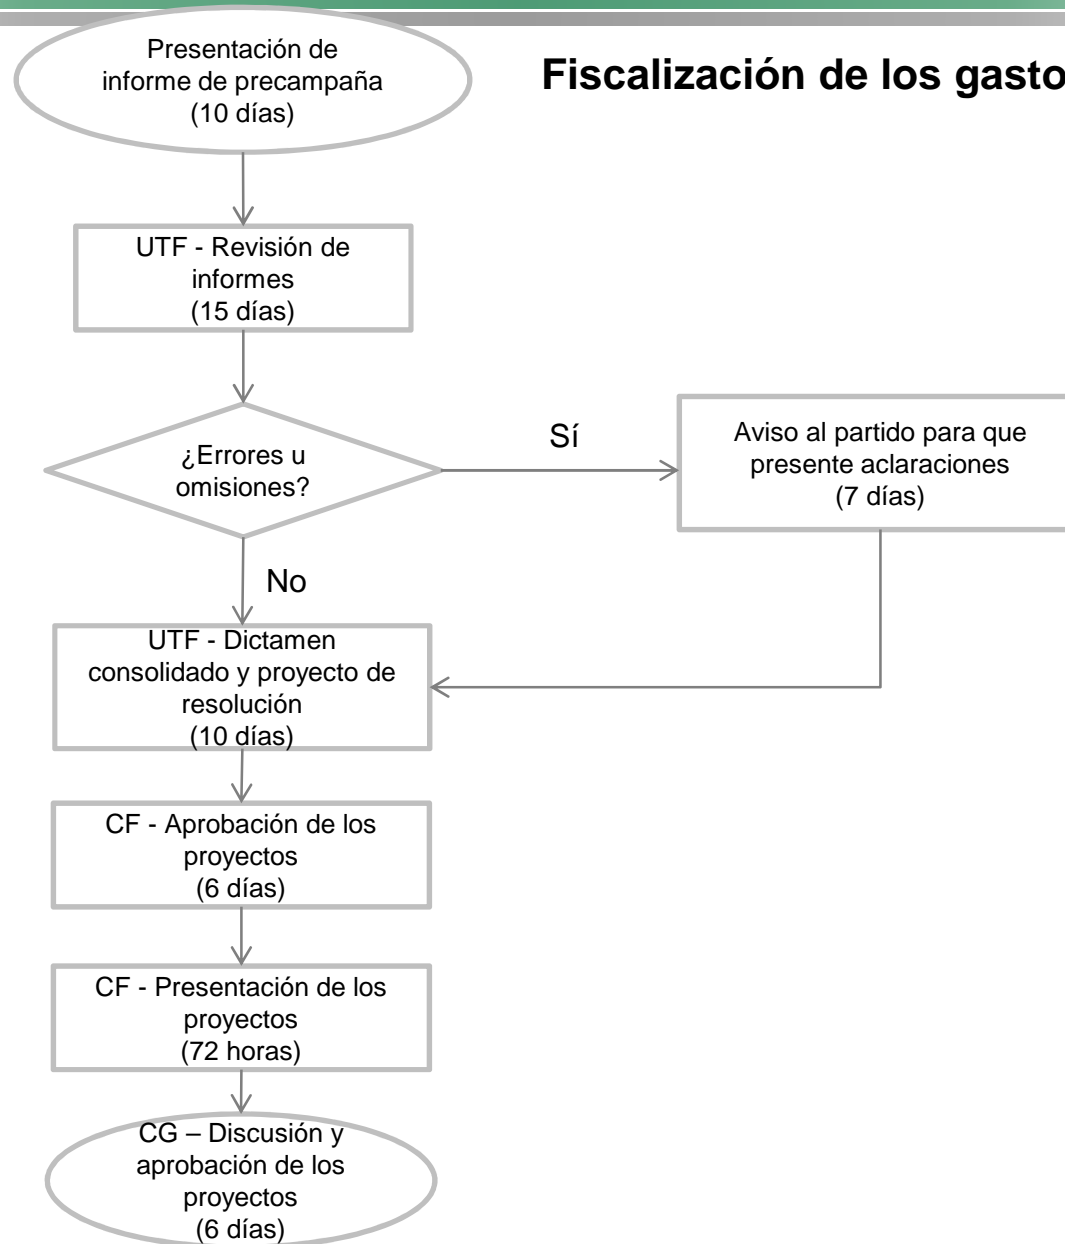 Presentación de
informe de precampaña
(10 días)
Fiscalización de los gasto
UTF - Revisión de
informes
(15 días)
¿Errores u
omisiones?
Sí
Aviso al partido para que
presente aclaraciones
(7 días)
No
UTF - Dictamen
consolidado y proyecto de
resolución
(10 días)
CF - Aprobación de los
proyectos
(6 días)
CF - Presentación de los
proyectos
(72 horas)
CG – Discusión y
aprobación de los
proyectos
(6 días)